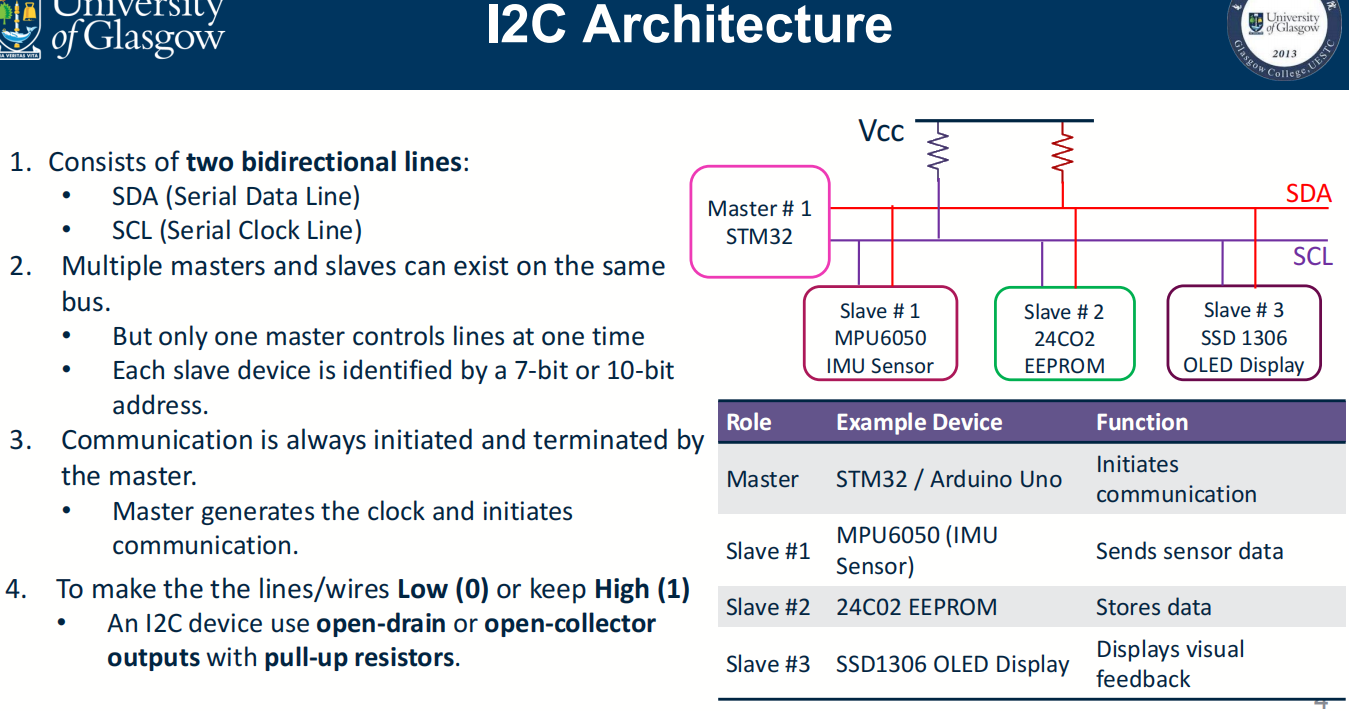 University
of Glasgow
VERITAS VITA
I2C Architecture
University
of Glasgow
2013
Glasgow College, UESTC
1. Consists of two bidirectional lines:
• SDA (Serial Data Line)
• SCL (Serial Clock Line)
2. Multiple masters and slaves can exist on the same
bus.
• But only one master controls lines at one time
• Each slave device is identified by a 7-bit or 10-bit
address.
3. Communication is always initiated and terminated by
the master.
• Master generates the clock and initiates
communication.
4. To make the the lines/wires Low (0) or keep High (1)
• An I2C device use open-drain or open-collector
outputs with pull-up resistors.
Vcc
Master # 1
STM32
SDA
SCL
Slave # 1
MPU6050
IMU Sensor
Slave # 2
24CO2
EEPROM
Slave # 3
SSD 1306
OLED Display
Role Example Device Function
Master STM32 / Arduino Uno Initiates
communication
Slave #1 MPU6050 (IMU
Sensor) Sends sensor data
Slave #2 24C02 EEPROM Stores data
Slave #3 SSD1306 OLED Display Displays visual
feedback